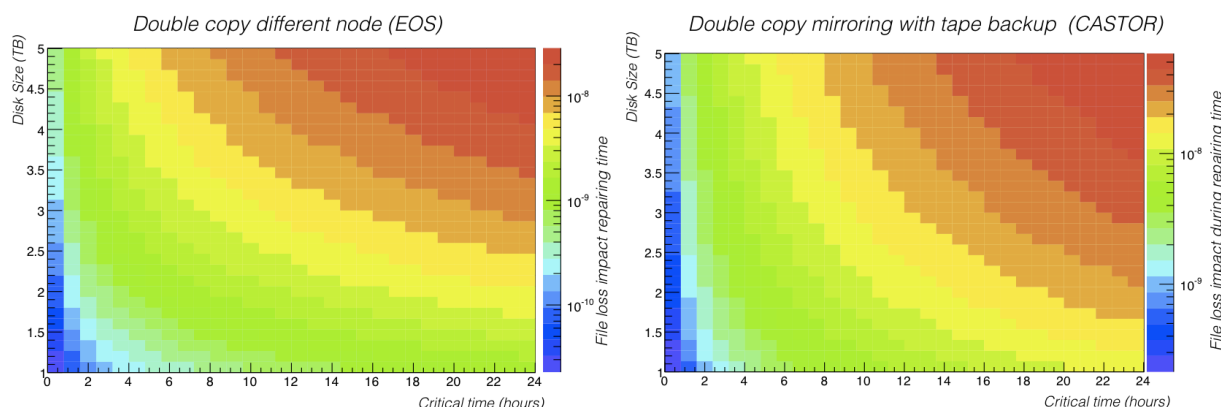 Double copy different node (EOS)
Disk Size (TB)
5
4.5
4
3.5
3
2.5
2
1.5
1
0 2 4 6 8 10 12 14 16 18 20 22 24
Critical time (hours)
10⁻⁸
10⁻⁹
10⁻¹⁰
File loss impact repairing time
Double copy mirroring with tape backup (CASTOR)
Disk Size (TB)
5
4.5
4
3.5
3
2.5
2
1.5
1
0 2 4 6 8 10 12 14 16 18 20 22 24
Critical time (hours)
10⁻⁸
10⁻⁹
File loss impact during repairing time